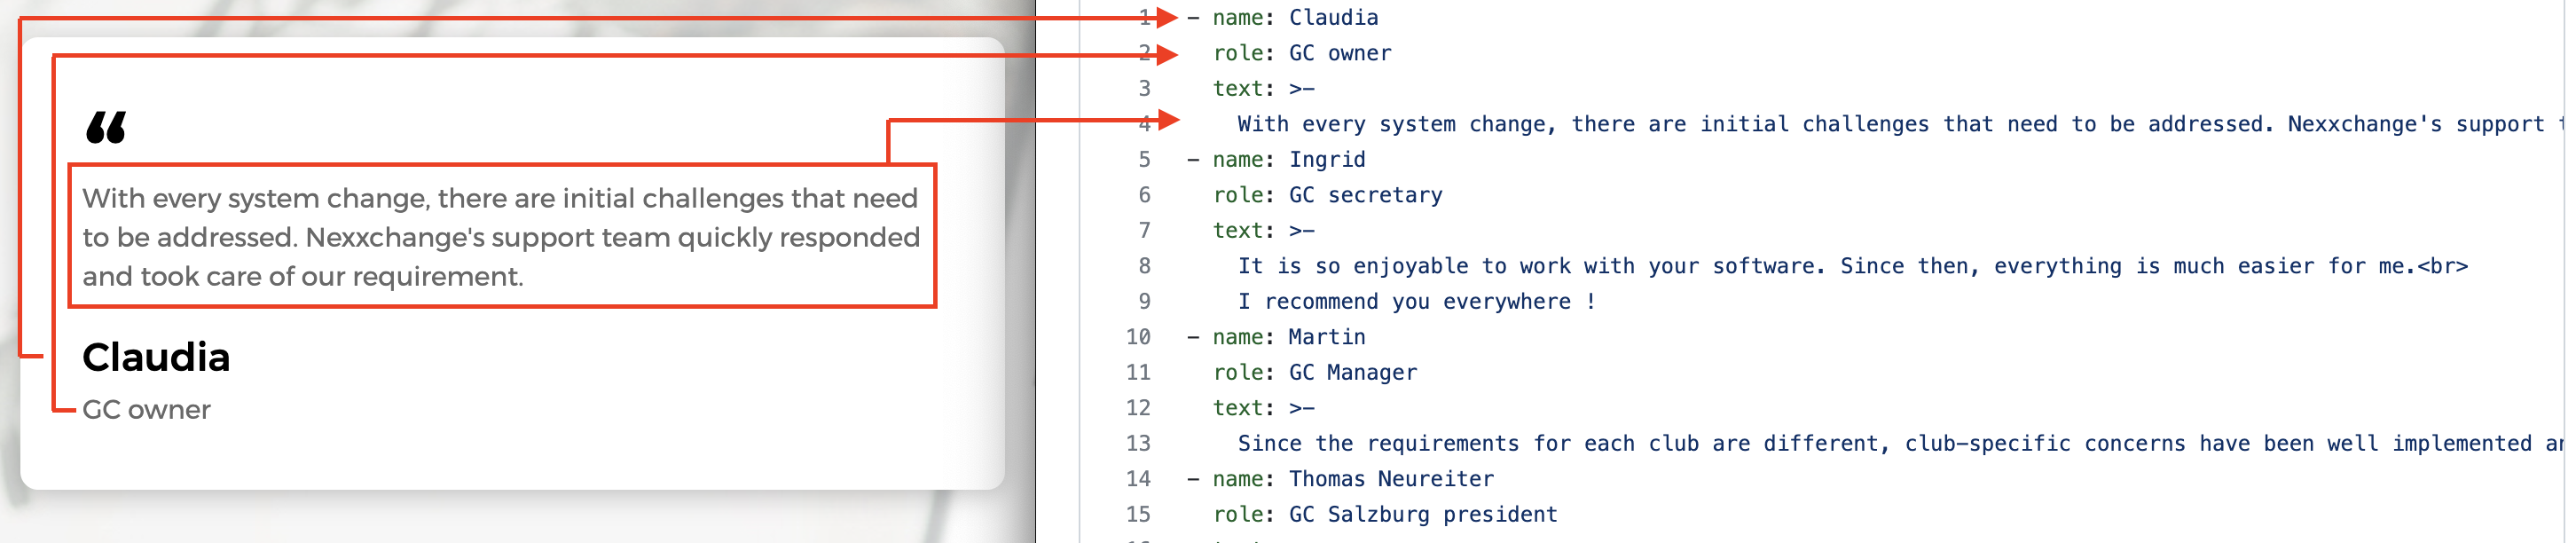 “
With every system change, there are initial challenges that need
to be addressed. Nexxchange's support team quickly responded
and took care of our requirement.
Claudia
GC owner
1 - name: Claudia
2 role: GC owner
3 text: >-
4 With every system change, there are initial challenges that need to be addressed. Nexxchange's support
5 - name: Ingrid
6 role: GC secretary
7 text: >-
8 It is so enjoyable to work with your software. Since then, everything is much easier for me.<br>
9 I recommend you everywhere !
10 - name: Martin
11 role: GC Manager
12 text: >-
13 Since the requirements for each club are different, club-specific concerns have been well implemented
14 - name: Thomas Neureiter
15 role: GC Salzburg president